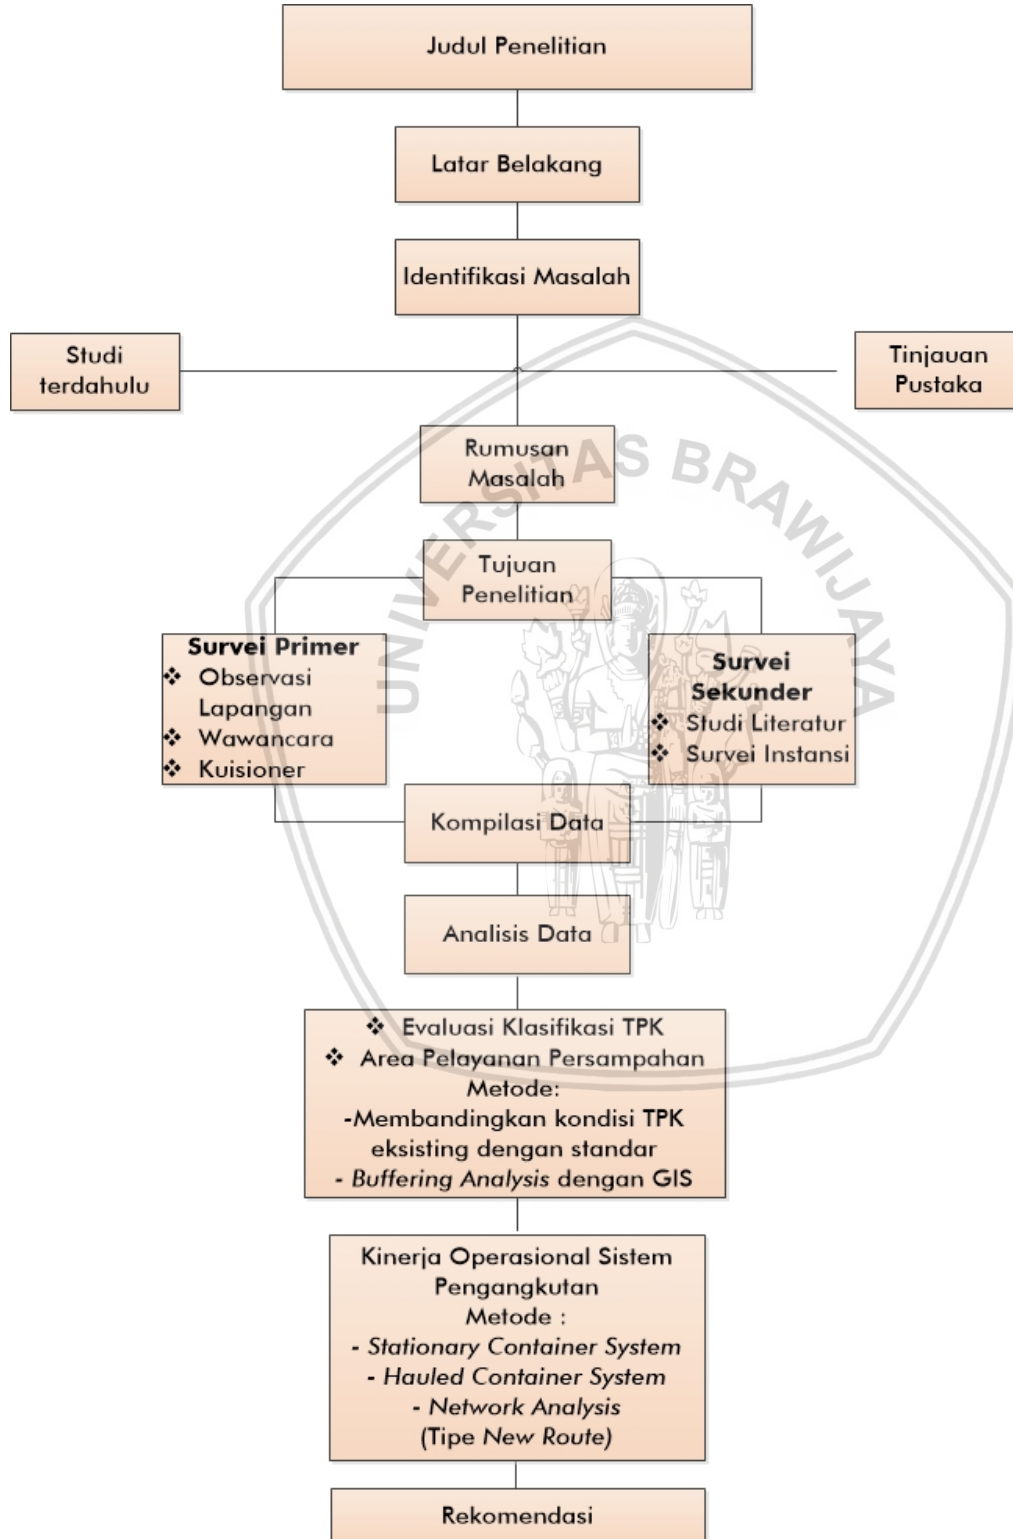 Judul Penelitian
Latar Belakang
Identifikasi Masalah
Studi
terdahulu
Tinjauan
Pustaka
Rumusan
Masalah
Tujuan
Penelitian
Survei Primer
❖ Observasi
Lapangan
❖ Wawancara
❖ Kuisioner
Survei
Sekunder
❖ Studi Literatur
❖ Survei Instansi
Kompilasi Data
Analisis Data
❖ Evaluasi Klasifikasi TPK
❖ Area Pelayanan Persampahan
Metode:
-Membandingkan kondisi TPK
eksisting dengan standar
- Buffering Analysis dengan GIS
Kinerja Operasional Sistem
Pengangkutan
Metode :
- Stationary Container System
- Hauled Container System
- Network Analysis
(Tipe New Route)
Rekomendasi
UNIVERSITAS BRAWIJAYA